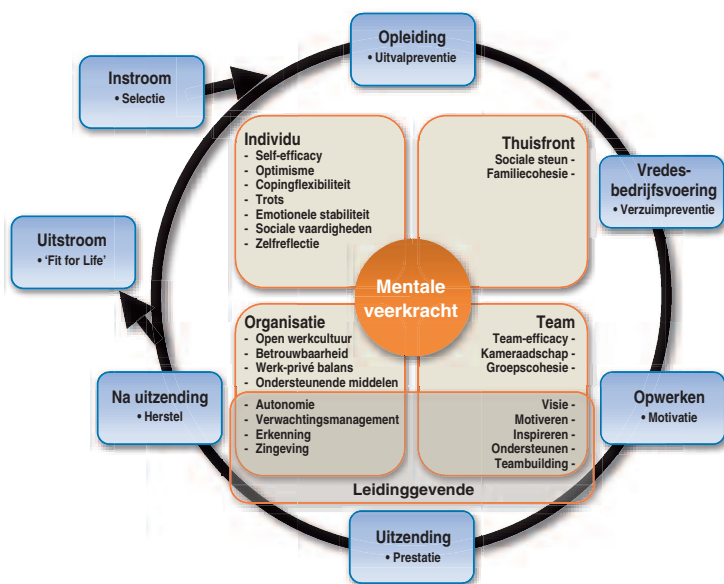 Opleiding
• Uitvalpreventie
Instroom
• Selectie
Individu
- Self-efficacy
- Optimisme
- Copingflexibiliteit
- Trots
- Emotionele stabiliteit
- Sociale vaardigheden
- Zelfreflectie
Thuisfront
Sociale steun -
Familiecohesie -
Vredes-
bedrijfsvoering
• Verzuimpreventie
Uitstroom
• ‘Fit for Life’
Mentale
veerkracht
Organisatie
- Open werkcultuur
- Betrouwbaarheid
- Werk-privé balans
- Ondersteunende middelen
- Autonomie
- Verwachtingsmanagement
- Erkenning
- Zingeving
Team
Team-efficacy -
Kameraadschap -
Groepscohesie -
Visie -
Motiveren -
Inspireren -
Ondersteunen -
Teambuilding -
Leidinggevende
Na uitzending
• Herstel
Opwerken
• Motivatie
Uitzending
• Prestatie